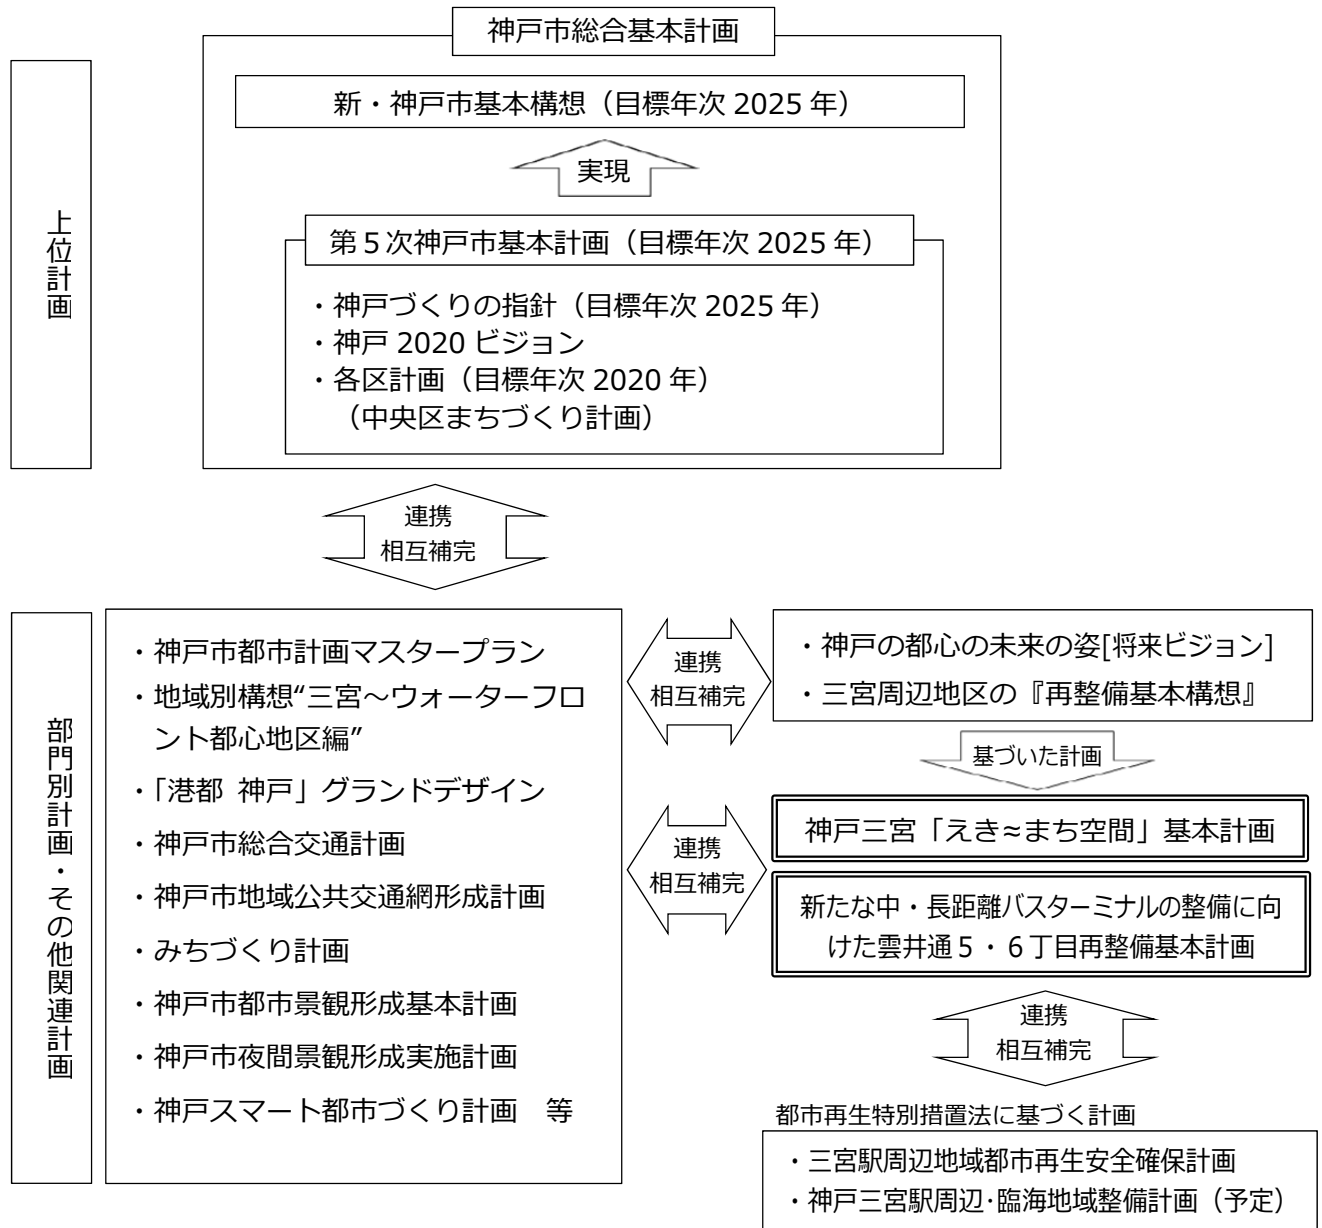 神戸市総合基本計画
上位計画
新・神戸市基本構想（目標年次 2025 年）
実現
第５次神戸市基本計画（目標年次 2025 年）
・神戸づくりの指針（目標年次 2025 年）
・神戸 2020 ビジョン
・各区計画（目標年次 2020 年）
（中央区まちづくり計画）
連携
相互補完
部門別計画・その他関連計画
・神戸市都市計画マスタープラン
・地域別構想“三宮～ウォーターフロ
ント都心地区編”
・「港都 神戸」グランドデザイン
・神戸市総合交通計画
・神戸市地域公共交通網形成計画
・みちづくり計画
・神戸市都市景観形成基本計画
・神戸市夜間景観形成実施計画
・神戸スマート都市づくり計画　等
連携
相互補完
・神戸の都心の未来の姿[将来ビジョン]
・三宮周辺地区の『再整備基本構想』
基づいた計画
連携
相互補完
神戸三宮「えき≈まち空間」基本計画
新たな中・長距離バスターミナルの整備に向
けた雲井通５・６丁目再整備基本計画
連携
相互補完
都市再生特別措置法に基づく計画
・三宮駅周辺地域都市再生安全確保計画
・神戸三宮駅周辺･臨海地域整備計画（予定）